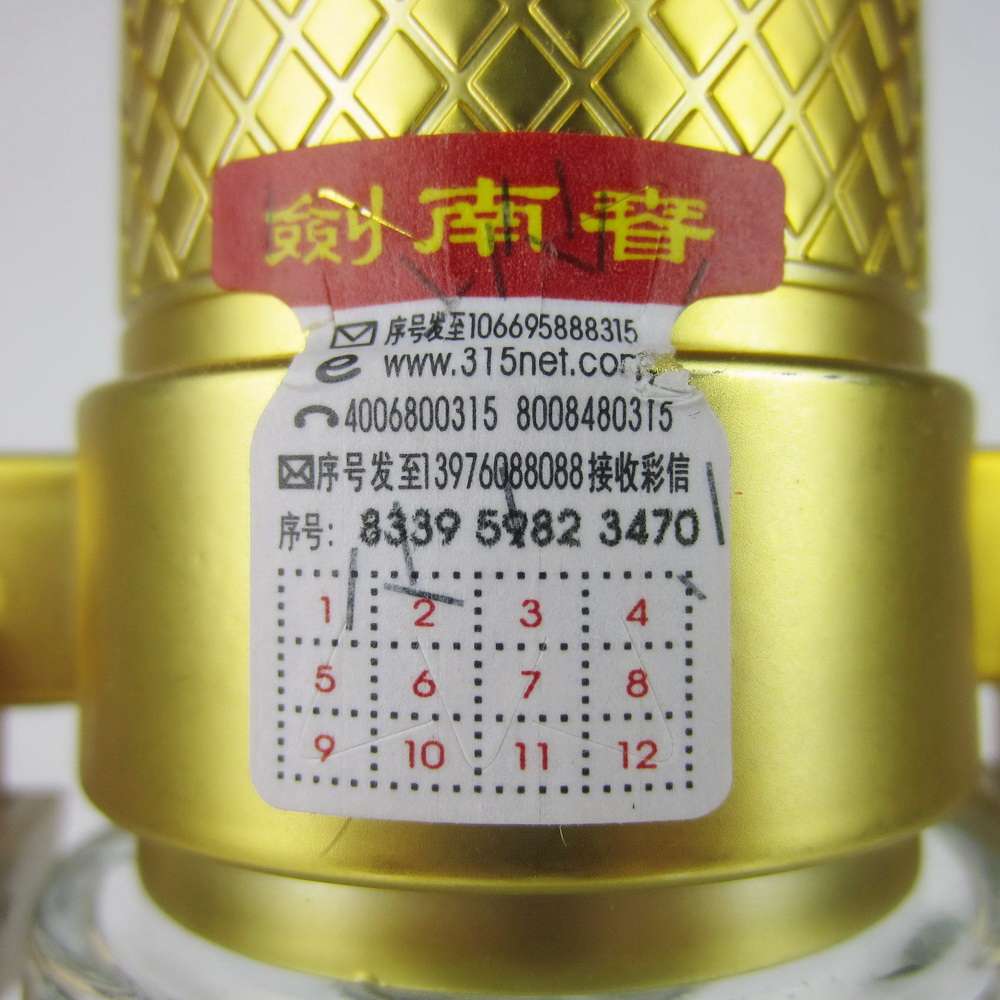 剑南春
序号发至106695888315
www.315net.com
4006800315 8008480315
序号发至13976088088接收彩信
序号: 8339 5982 3470
1 2 3 4
5 6 7 8
9 10 11 12